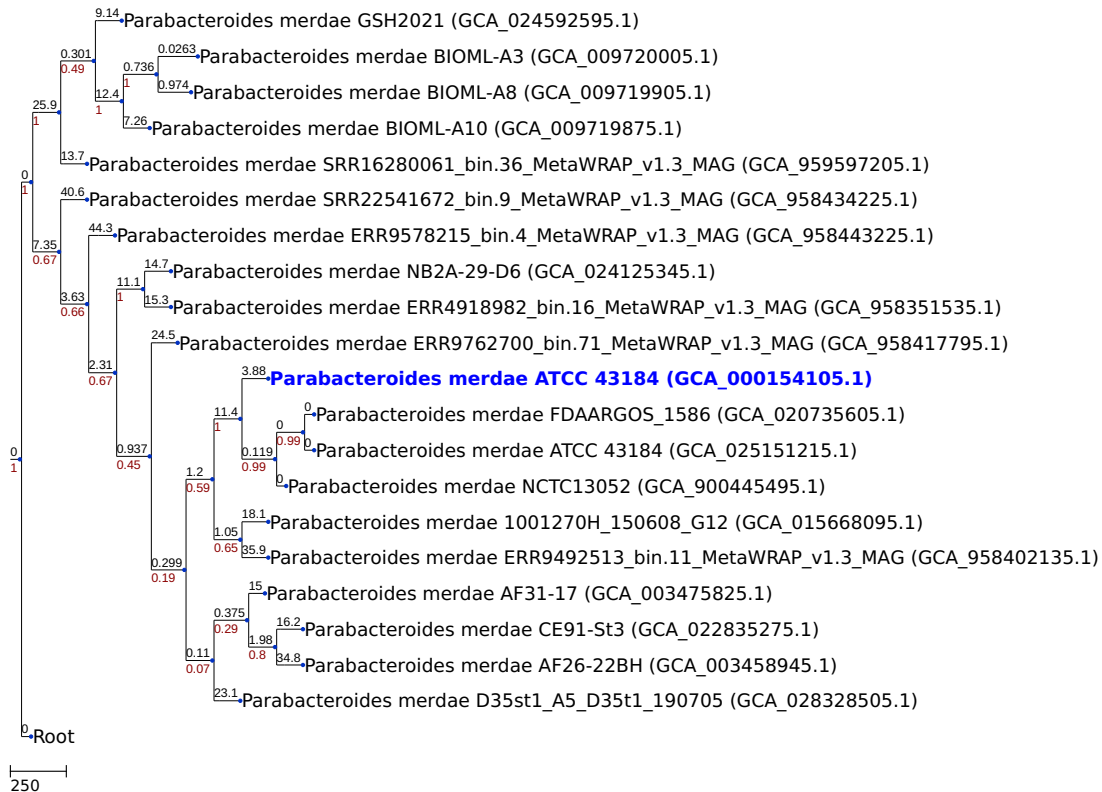 9.14 Parabacteroides merdae GSH2021 (GCA_024592595.1)
0.301 0.0263 Parabacteroides merdae BIOML-A3 (GCA_009720005.1)
0.49 0.736
1 0.974 Parabacteroides merdae BIOML-A8 (GCA_009719905.1)
12.4
25.9 1 7.26 Parabacteroides merdae BIOML-A10 (GCA_009719875.1)
1
13.7 Parabacteroides merdae SRR16280061_bin.36_MetaWRAP_v1.3_MAG (GCA_959597205.1)
0
1 40.6 Parabacteroides merdae SRR22541672_bin.9_MetaWRAP_v1.3_MAG (GCA_958434225.1)
44.3 Parabacteroides merdae ERR9578215_bin.4_MetaWRAP_v1.3_MAG (GCA_958443225.1)
7.35
0.67 14.7 Parabacteroides merdae NB2A-29-D6 (GCA_024125345.1)
11.1
3.63 1 15.3 Parabacteroides merdae ERR4918982_bin.16_MetaWRAP_v1.3_MAG (GCA_958351535.1)
0.66
24.5 Parabacteroides merdae ERR9762700_bin.71_MetaWRAP_v1.3_MAG (GCA_958417795.1)
2.31
0.67 3.88 Parabacteroides merdae ATCC 43184 (GCA_000154105.1)
11.4 0 Parabacteroides merdae FDAARGOS_1586 (GCA_020735605.1)
1 0
0.99
0 0.937 0.119 0 Parabacteroides merdae ATCC 43184 (GCA_025151215.1)
1 0.45 0.99
1.2 0 Parabacteroides merdae NCTC13052 (GCA_900445495.1)
0.59
18.1 Parabacteroides merdae 1001270H_150608_G12 (GCA_015668095.1)
1.05
0.65 35.9 Parabacteroides merdae ERR9492513_bin.11_MetaWRAP_v1.3_MAG (GCA_958402135.1)
0.299
0.19 15 Parabacteroides merdae AF31-17 (GCA_003475825.1)
0.375
0.29 16.2 Parabacteroides merdae CE91-St3 (GCA_022835275.1)
1.98
0.11 0.8 34.8 Parabacteroides merdae AF26-22BH (GCA_003458945.1)
0.07
23.1 Parabacteroides merdae D35st1_A5_D35t1_190705 (GCA_028328505.1)
0 Root
250